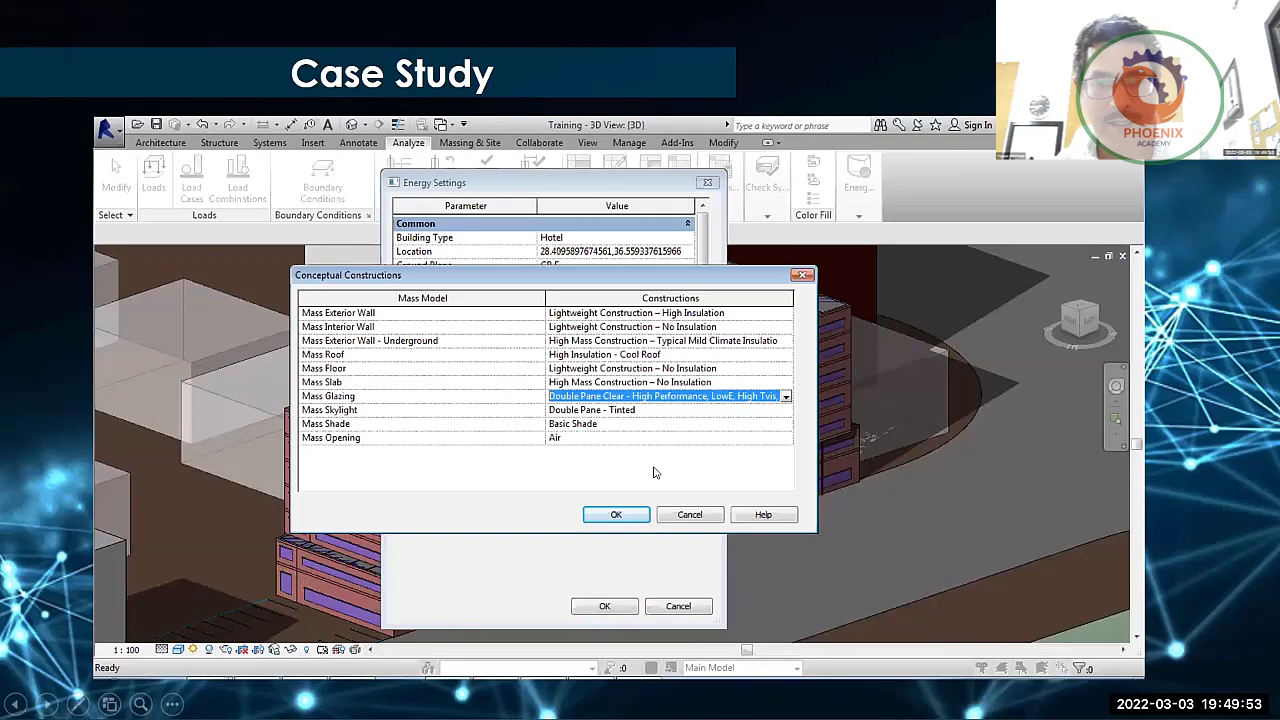 Case Study
PHOENIX
ACADEMY
Training - 3D View: {3D}
Type a keyword or phrase
Sign In
Architecture Structure Systems Insert Annotate Analyze Massing & Site Collaborate View Manage Add-Ins Modify
Modify
Loads
Load Cases
Load Combinations
Boundary Conditions
Check Sy...
Energ...
Select
Loads
Boundary Conditions
Color Fill
Energy Settings
Parameter Value
Common
Building Type Hotel
Location 28.4095897674561,36.559337615966
Conceptual Constructions
Mass Model Constructions
Mass Exterior Wall Lightweight Construction – High Insulation
Mass Interior Wall Lightweight Construction – No Insulation
Mass Exterior Wall - Underground High Mass Construction – Typical Mild Climate Insulatio
Mass Roof High Insulation - Cool Roof
Mass Floor Lightweight Construction – No Insulation
Mass Slab High Mass Construction – No Insulation
Mass Glazing Double Pane Clear - High Performance, LowE, High Tvis,
Mass Skylight Double Pane - Tinted
Mass Shade Basic Shade
Mass Opening Air
OK Cancel Help
OK Cancel
1 : 100
Ready
:0
Main Model
:0
2022-03-03 19:49:53